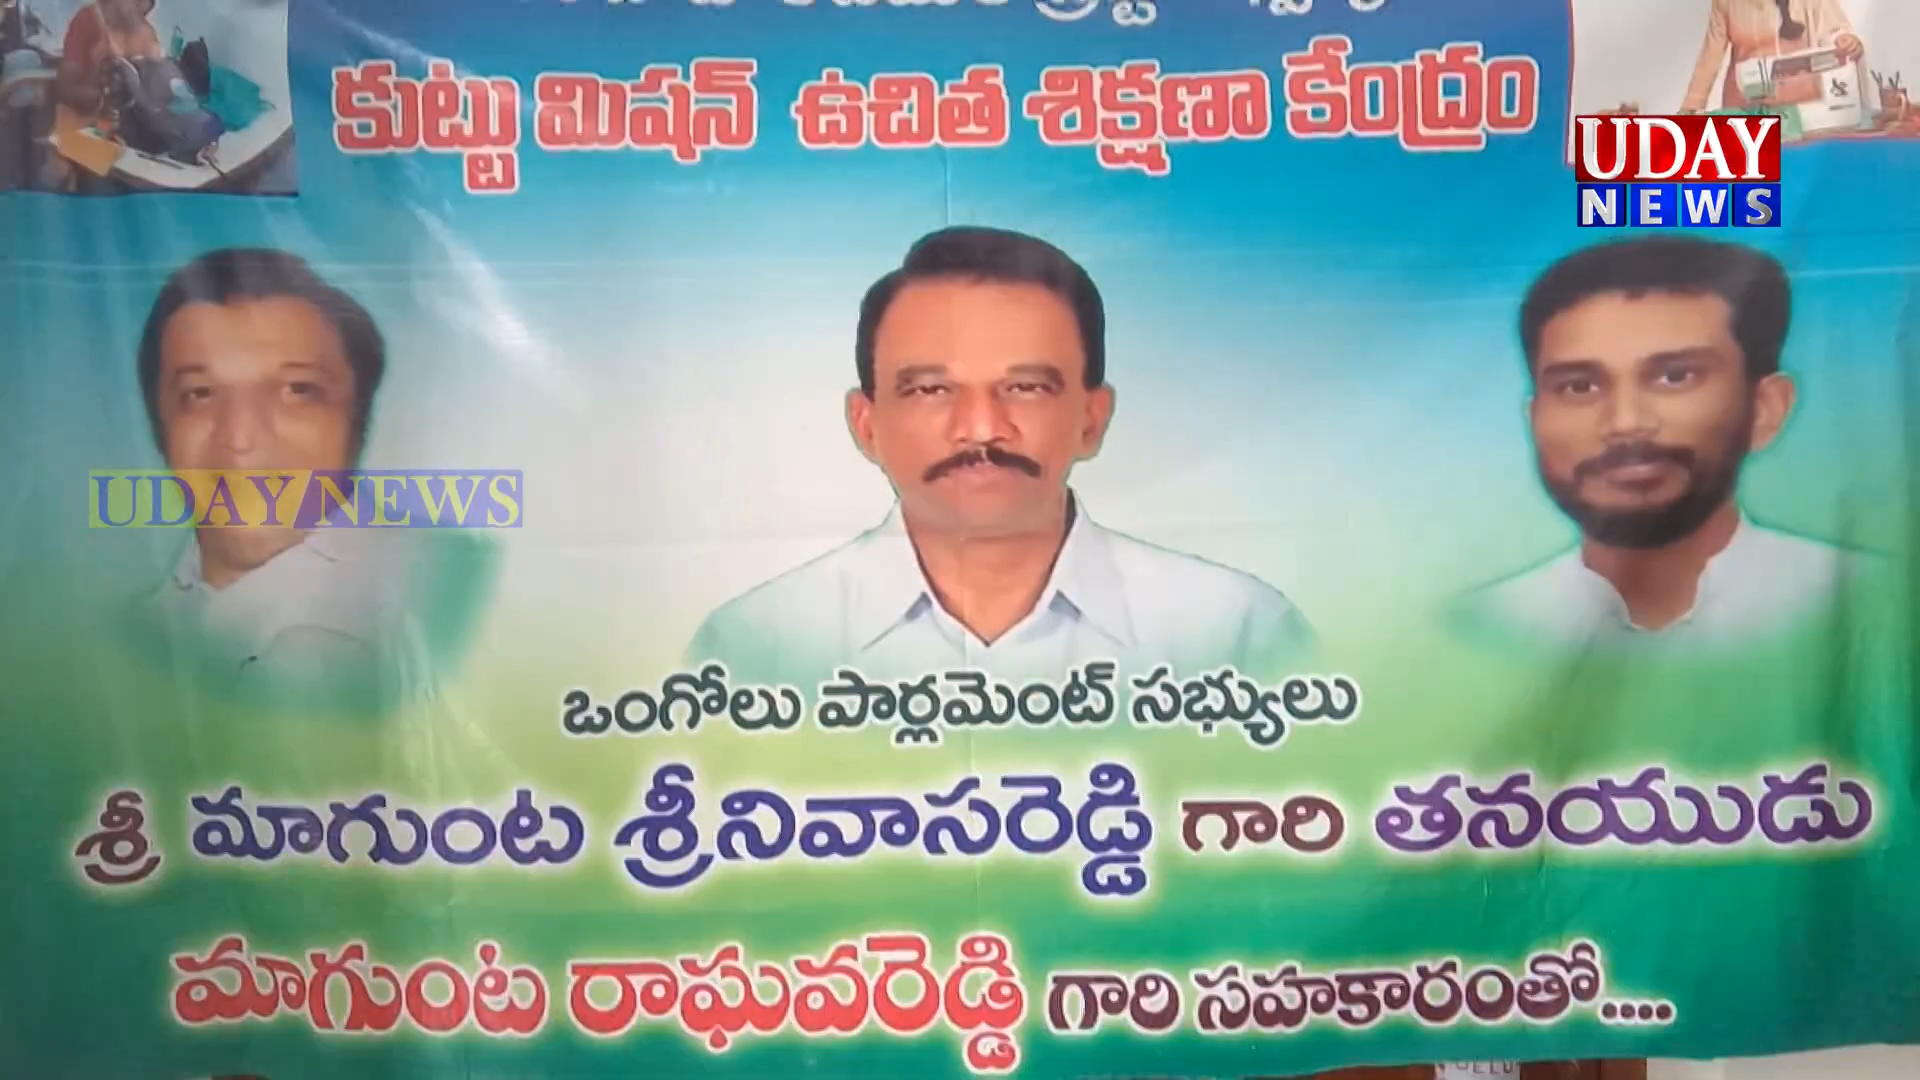 కుట్టు మిషన్ ఉచిత శిక్షణా కేంద్రం
UDAY
NEWS
UDAY NEWS
ఒంగోలు పార్లమెంట్ సభ్యులు
శ్రీ మాగుంట శ్రీనివాసరెడ్డి గారి తనయుడు
మాగుంట రాఘవరెడ్డి గారి సహకారంతో....